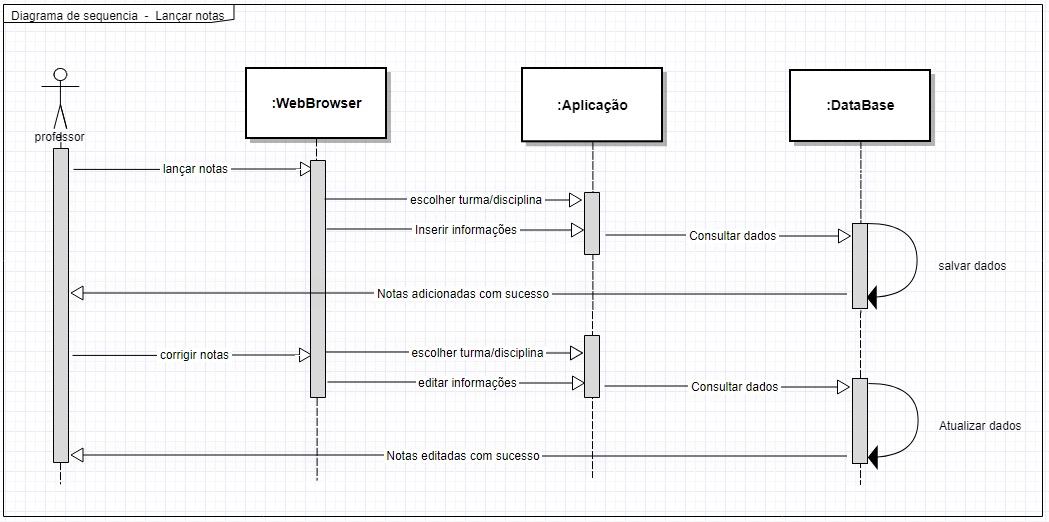 Diagrama de sequencia - Lançar notas
professor
:WebBrowser
:Aplicação
:DataBase
lançar notas
escolher turma/disciplina
Inserir informações
Consultar dados
salvar dados
Notas adicionadas com sucesso
corrigir notas
escolher turma/disciplina
editar informações
Consultar dados
Atualizar dados
Notas editadas com sucesso